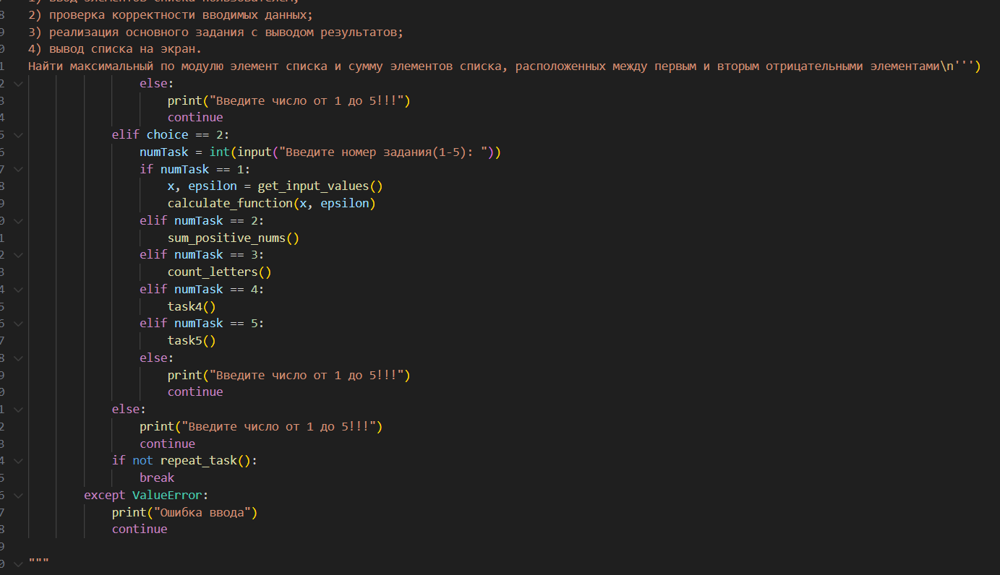 2) проверка корректности вводимых данных;
3) реализация основного задания с выводом результатов;
4) вывод списка на экран.
Найти максимальный по модулю элемент списка и сумму элементов списка, расположенных между первым и вторым отрицательными элементами\n''')
else:
print("Введите число от 1 до 5!!!")
continue
elif choice == 2:
numTask = int(input("Введите номер задания(1-5): "))
if numTask == 1:
x, epsilon = get_input_values()
calculate_function(x, epsilon)
elif numTask == 2:
sum_positive_nums()
elif numTask == 3:
count_letters()
elif numTask == 4:
task4()
elif numTask == 5:
task5()
else:
print("Введите число от 1 до 5!!!")
continue
else:
print("Введите число от 1 до 5!!!")
continue
if not repeat_task():
break
except ValueError:
print("Ошибка ввода")
continue
"""